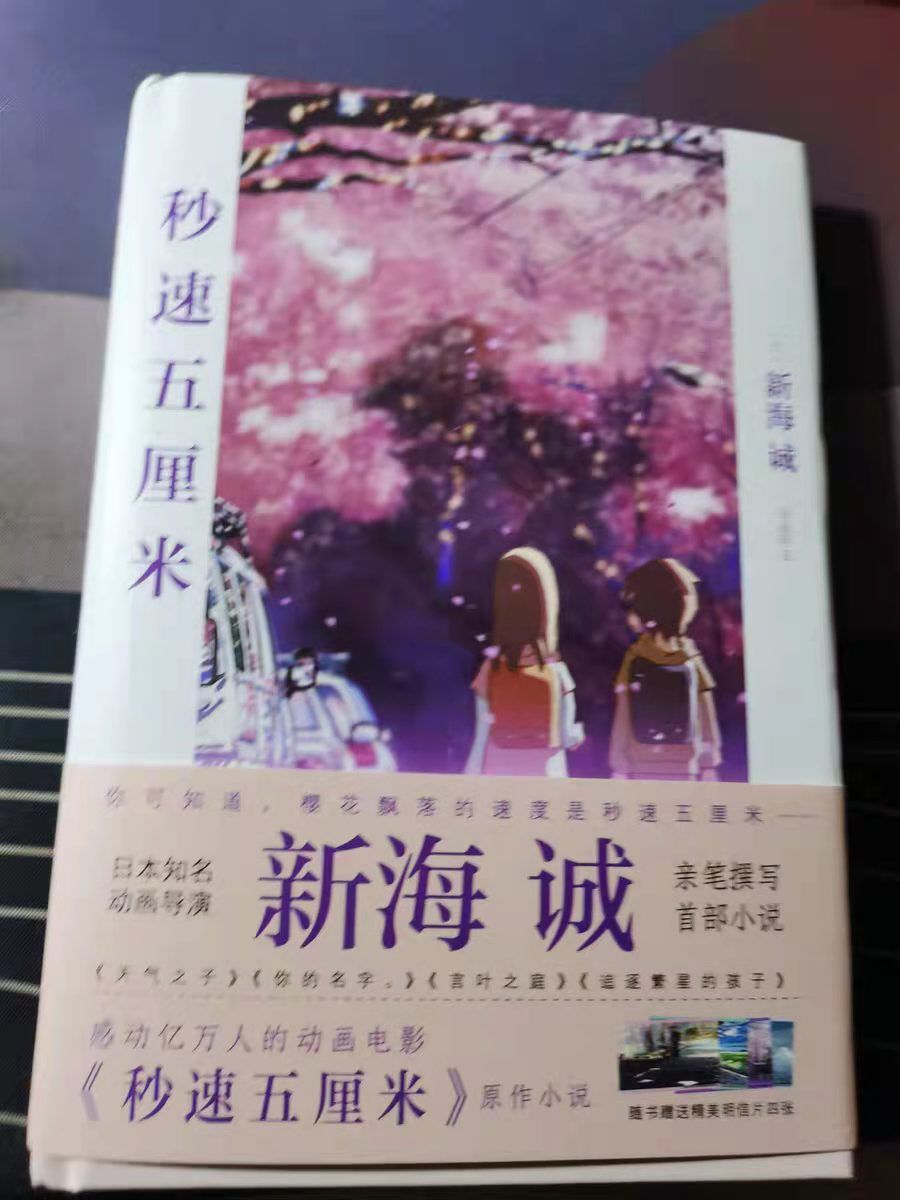 秒速五厘米
新海诚
你可知道，樱花飘落的速度是秒速五厘米——
日本知名
动画导演
新海 诚
亲笔撰写
首部小说
《天气之子》《你的名字。》《言叶之庭》《追逐繁星的孩子》
感动亿万人的动画电影
《秒速五厘米》原作小说
随书赠送精美明信片四张